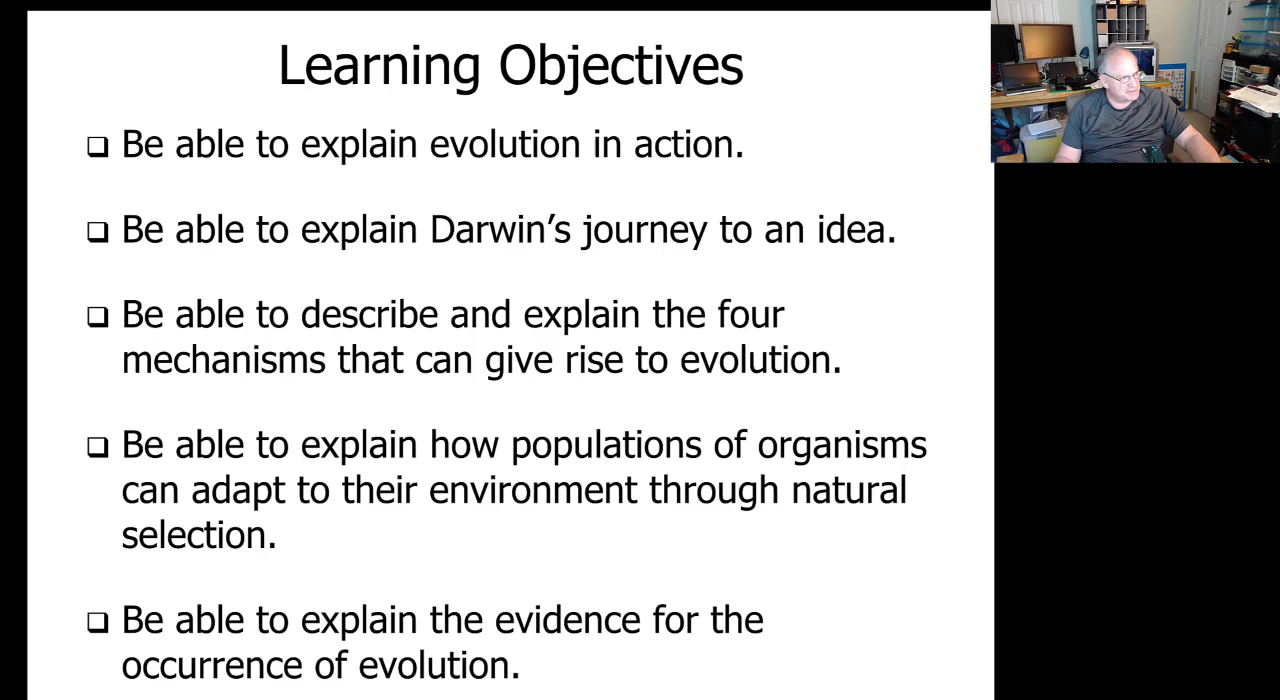 Learning Objectives
❑ Be able to explain evolution in action.
❑ Be able to explain Darwin’s journey to an idea.
❑ Be able to describe and explain the four
mechanisms that can give rise to evolution.
❑ Be able to explain how populations of organisms
can adapt to their environment through natural
selection.
❑ Be able to explain the evidence for the
occurrence of evolution.